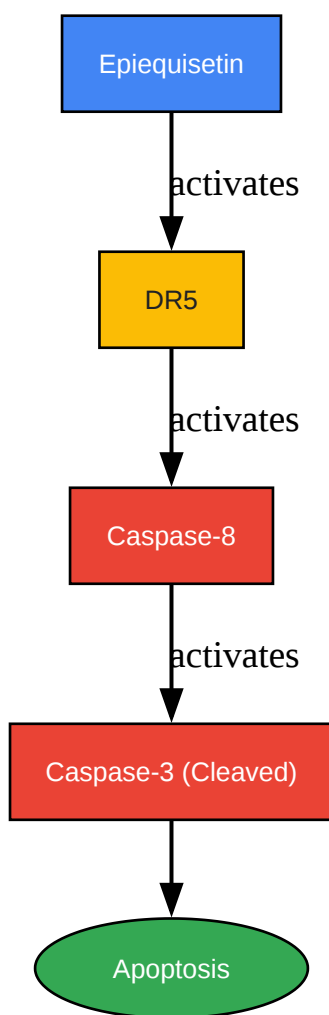 Epiequisetin
activates
DR5
activates
Caspase-8
activates
Caspase-3 (Cleaved)
Apoptosis